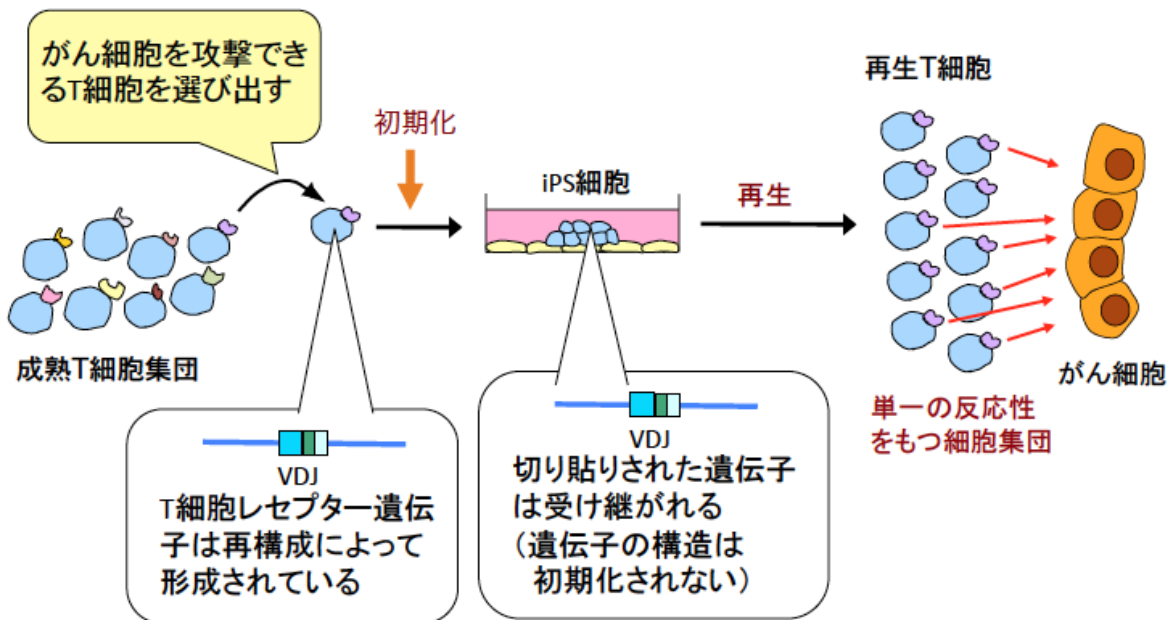 がん細胞を攻撃でき
るT細胞を選び出す
初期化
iPS細胞
再生
再生T細胞
成熟T細胞集団
がん細胞
単一の反応性
をもつ細胞集団
VDJ
T細胞レセプター遺伝
子は再構成によって
形成されている
VDJ
切り貼りされた遺伝子
は受け継がれる
（遺伝子の構造は
初期化されない）